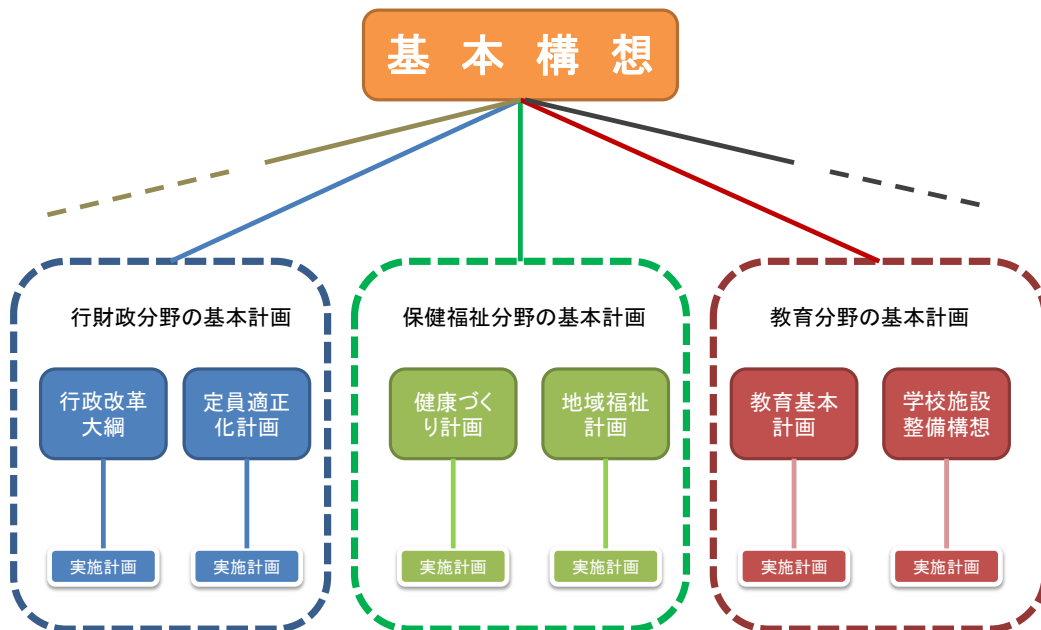 基本構想
行財政分野の基本計画
行政改革
大綱
定員適正
化計画
実施計画
実施計画
保健福祉分野の基本計画
健康づく
り計画
地域福祉
計画
実施計画
実施計画
教育分野の基本計画
教育基本
計画
学校施設
整備構想
実施計画
実施計画